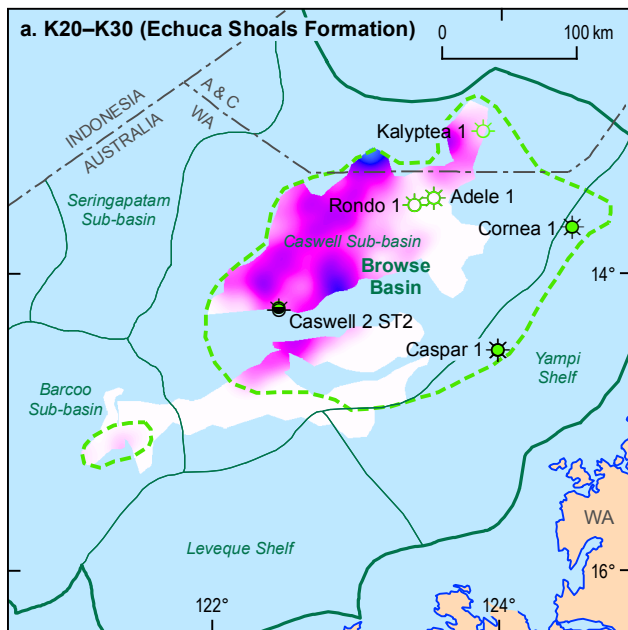 a. K20–K30 (Echuca Shoals Formation)
0 100 km
INDONESIA
AUSTRALIA
A & C
WA
Kalyptea 1
Seringapatam
Sub-basin
Rondo 1
Adele 1
Cornea 1
Caswell Sub-basin
Browse
Basin
14°
Caswell 2 ST2
Caspar 1
Yampi
Shelf
Barcoo
Sub-basin
WA
Leveque Shelf
16°
122°
124°